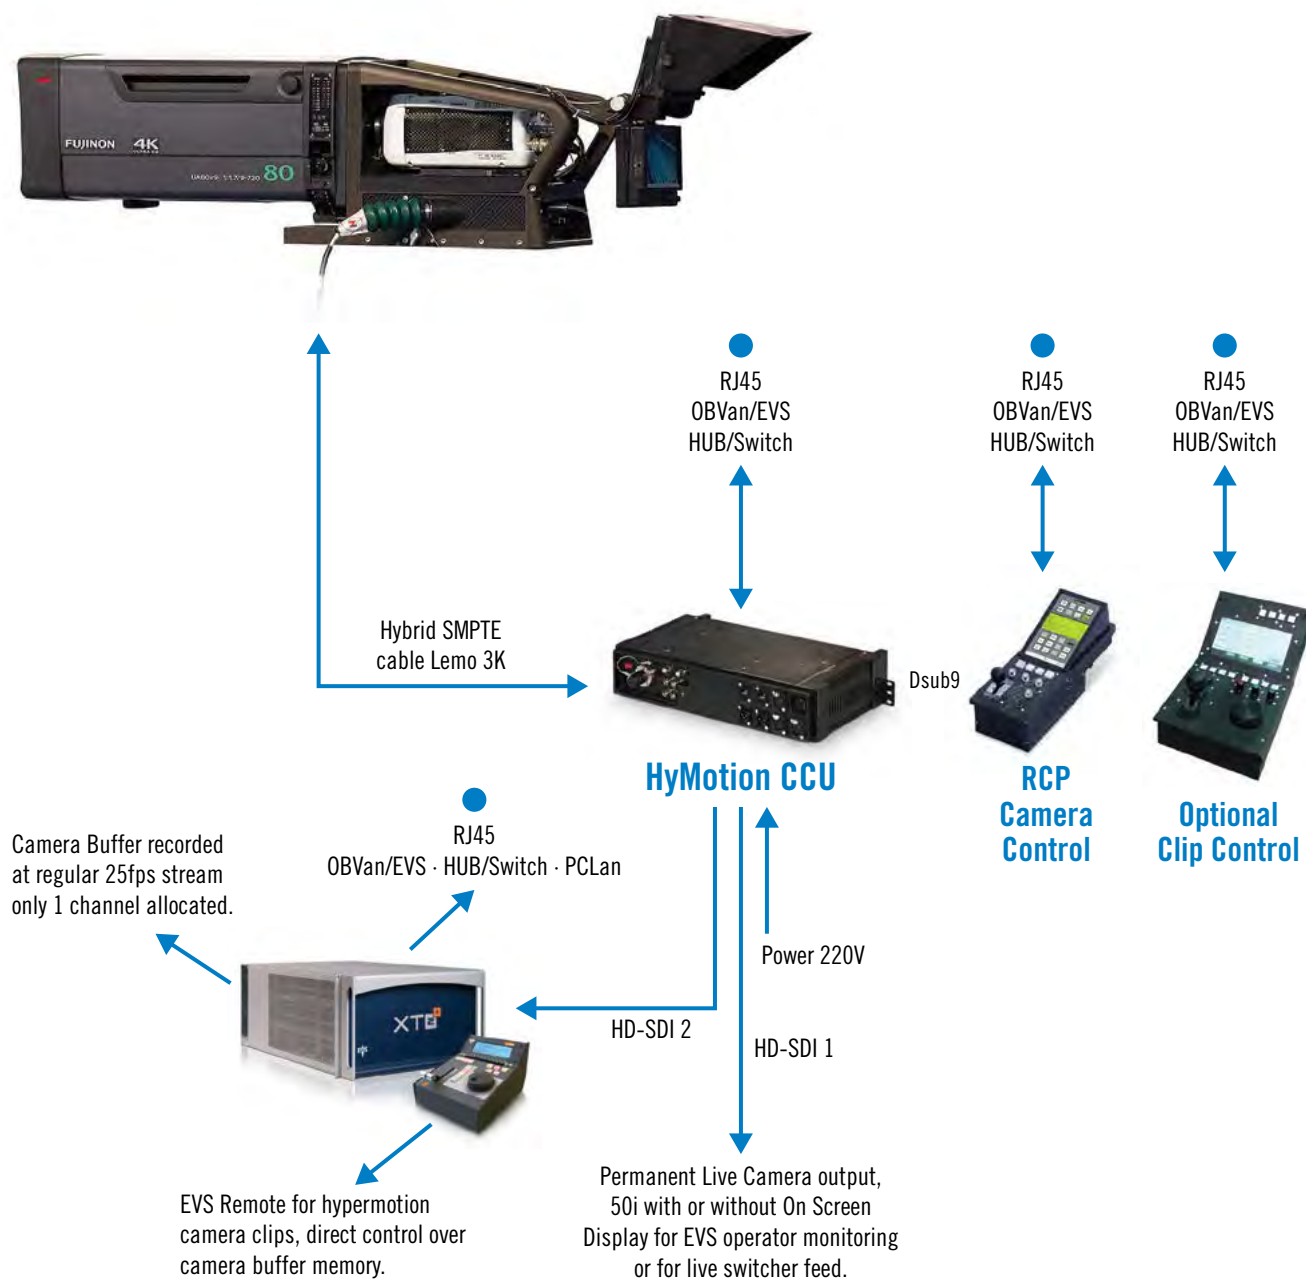 FUJINON 4K
80
RJ45
OBVan/EVS
HUB/Switch
RJ45
OBVan/EVS
HUB/Switch
RJ45
OBVan/EVS
HUB/Switch
Hybrid SMPTE
cable Lemo 3K
Dsub9
HyMotion CCU
RCP
Camera
Control
Optional
Clip Control
RJ45
OBVan/EVS · HUB/Switch · PCLan
Camera Buffer recorded
at regular 25fps stream
only 1 channel allocated.
Power 220V
XT
HD-SDI 2
HD-SDI 1
EVS Remote for hypermotion
camera clips, direct control over
camera buffer memory.
Permanent Live Camera output,
50i with or without On Screen
Display for EVS operator monitoring
or for live switcher feed.